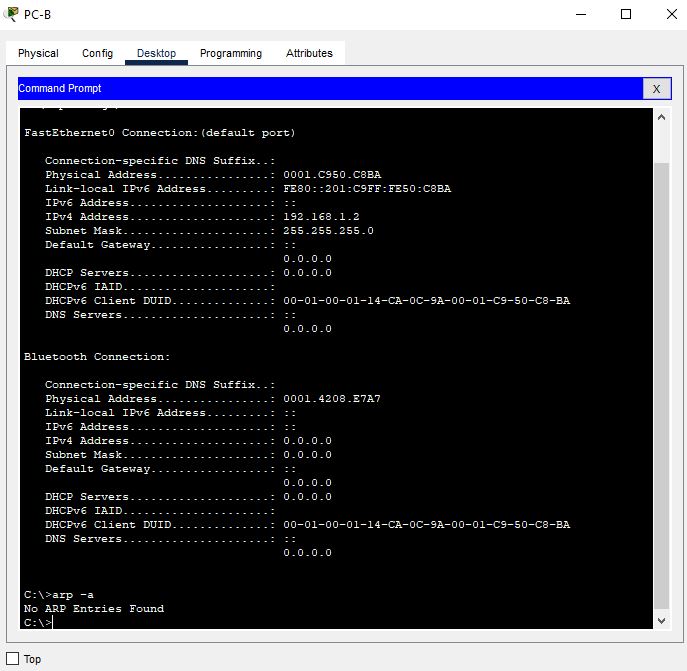 PC-B
Physical Config Desktop Programming Attributes
Command Prompt
X
FastEthernet0 Connection:(default port)
Connection-specific DNS Suffix..:
Physical Address................: 0001.C950.C8BA
Link-local IPv6 Address.........: FE80::201:C9FF:FE50:C8BA
IPv6 Address....................: ::
IPv4 Address....................: 192.168.1.2
Subnet Mask.....................: 255.255.255.0
Default Gateway.................: ::
0.0.0.0
DHCP Servers....................: 0.0.0.0
DHCPv6 IAID.....................:
DHCPv6 Client DUID..............: 00-01-00-01-14-CA-0C-9A-00-01-C9-50-C8-BA
DNS Servers.....................: ::
0.0.0.0
Bluetooth Connection:
Connection-specific DNS Suffix..:
Physical Address................: 0001.4208.E7A7
Link-local IPv6 Address.........: ::
IPv6 Address....................: ::
IPv4 Address....................: 0.0.0.0
Subnet Mask.....................: 0.0.0.0
Default Gateway.................: ::
0.0.0.0
DHCP Servers....................: 0.0.0.0
DHCPv6 IAID.....................:
DHCPv6 Client DUID..............: 00-01-00-01-14-CA-0C-9A-00-01-C9-50-C8-BA
DNS Servers.....................: ::
0.0.0.0
C:\>arp -a
No ARP Entries Found
C:\>
Top